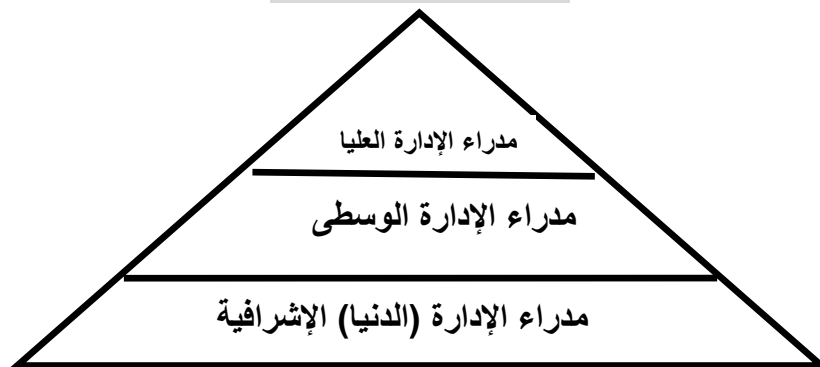 مدراء الإدارة العليا
مدراء الإدارة الوسطى
مدراء الإدارة (الدنيا) الإشرافية